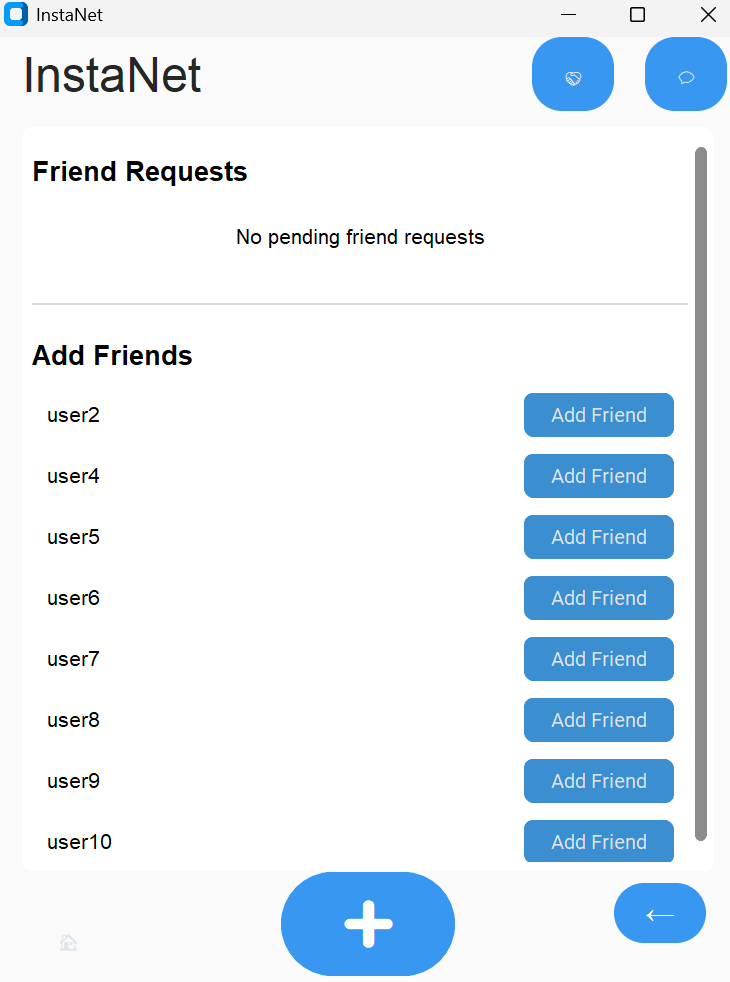 InstaNet
InstaNet
Friend Requests
No pending friend requests
Add Friends
user2 Add Friend
user4 Add Friend
user5 Add Friend
user6 Add Friend
user7 Add Friend
user8 Add Friend
user9 Add Friend
user10 Add Friend